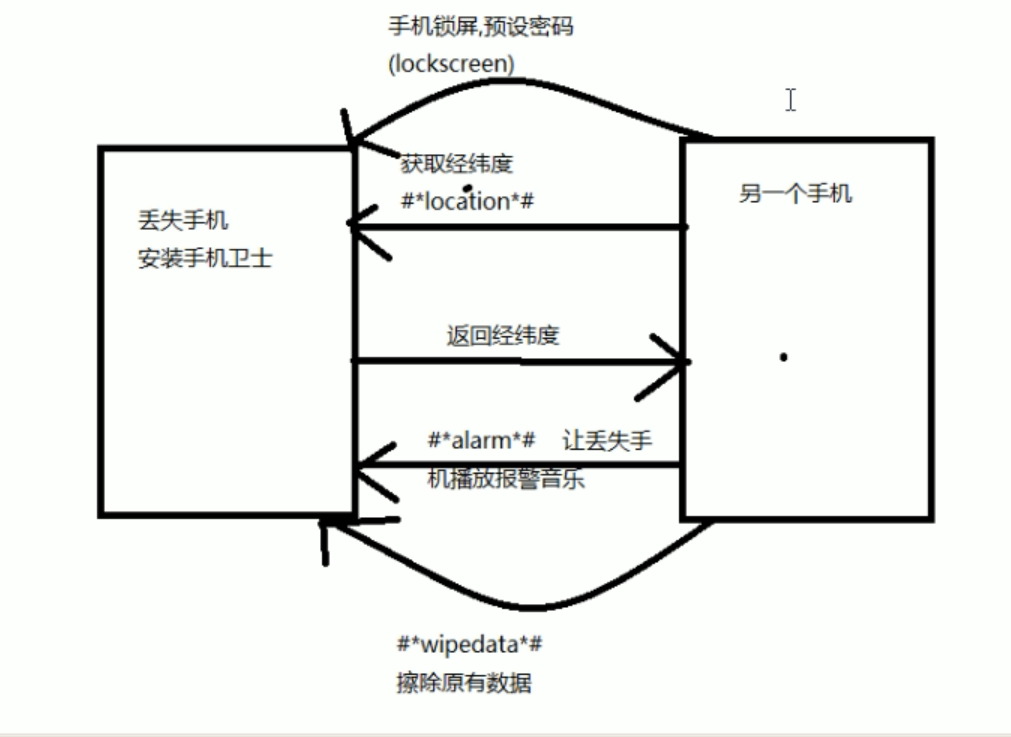 手机锁屏,预设密码
(lockscreen)
获取经纬度
#*location*#
另一个手机
丢失手机
安装手机卫士
返回经纬度
#*alarm*# 让丢失手
机播放报警音乐
#*wipedata*#
擦除原有数据